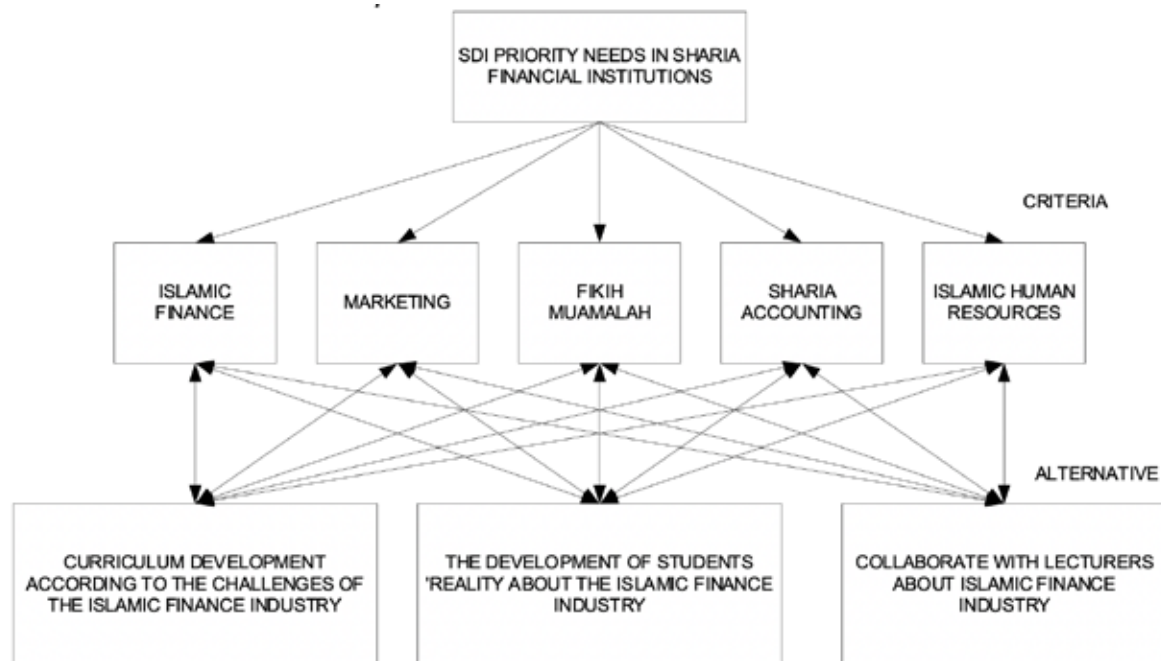 SDI PRIORITY NEEDS IN SHARIA
FINANCIAL INSTITUTIONS
CRITERIA
ISLAMIC
FINANCE
MARKETING
FIKIH
MUAMALAH
SHARIA
ACCOUNTING
ISLAMIC HUMAN
RESOURCES
ALTERNATIVE
CURRICULUM DEVELOPMENT
ACCORDING TO THE CHALLENGES OF
THE ISLAMIC FINANCE INDUSTRY
THE DEVELOPMENT OF STUDENTS
'REALITY ABOUT THE ISLAMIC FINANCE
INDUSTRY
COLLABORATE WITH LECTURERS
ABOUT ISLAMIC FINANCE
INDUSTRY